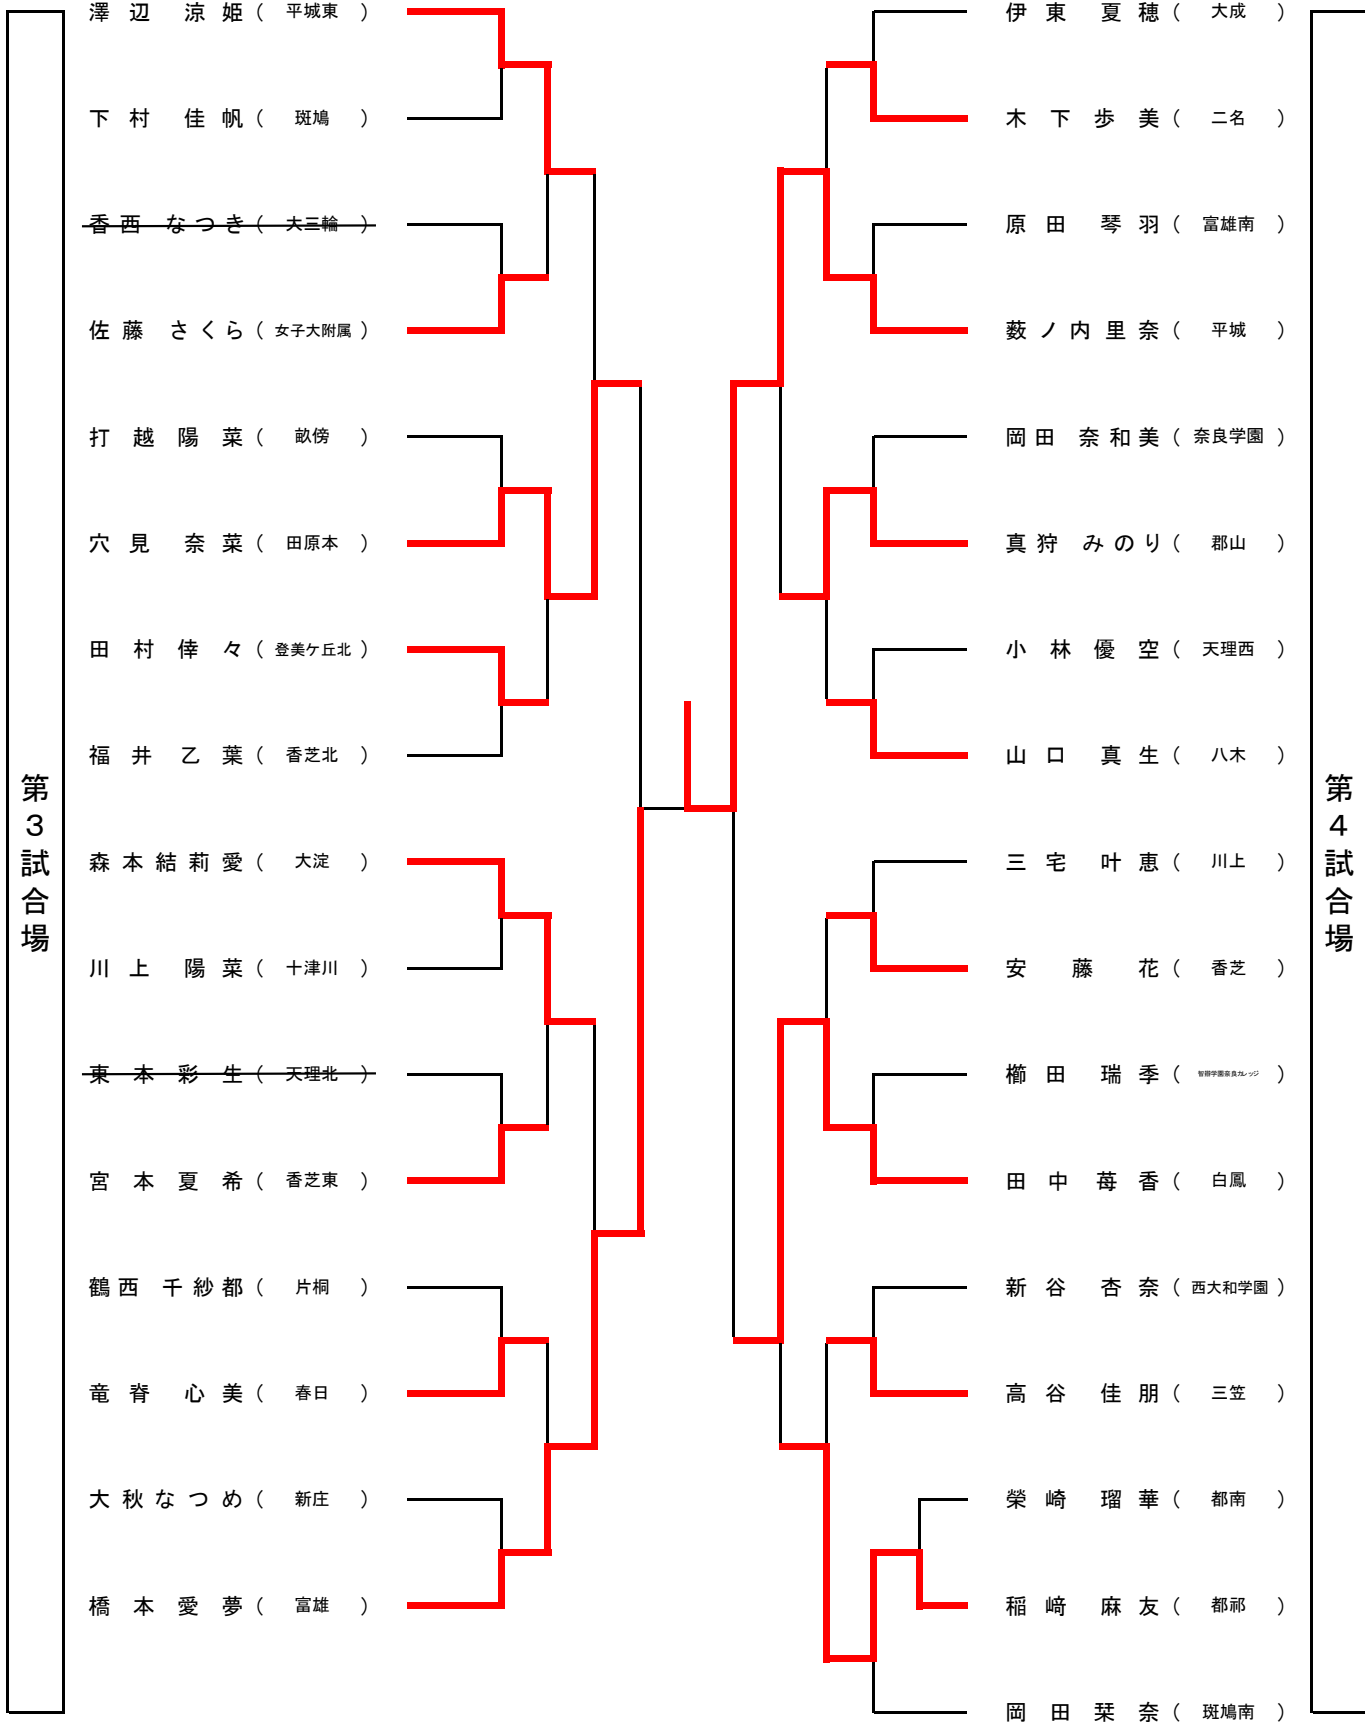 澤辺 涼姫（ 平城東 ）
下村 佳帆（ 斑鳩 ）
香西 なつき（ 大三輪 ）
佐藤 さくら（ 女子大附属 ）
打越陽菜（ 畝傍 ）
穴見 奈菜（ 田原本 ）
田村倖々（ 登美ケ丘北 ）
福井乙葉（ 香芝北 ）
森本結莉愛（ 大淀 ）
川上 陽菜（ 十津川 ）
東本彩生（ 天理北 ）
宮本夏希（ 香芝東 ）
鶴西 千紗都（ 片桐 ）
竜脊 心美（ 春日 ）
大秋なつめ（ 新庄 ）
橋本愛夢（ 富雄 ）
第3試合場
伊東 夏穂（ 大成 ）
木下歩美（ 二名 ）
原田 琴羽（ 富雄南 ）
薮ノ内里奈（ 平城 ）
岡田 奈和美（ 奈良学園 ）
真狩 みのり（ 郡山 ）
小林優空（ 天理西 ）
山口 真生（ 八木 ）
三宅 叶恵（ 川上 ）
安藤花（ 香芝 ）
櫛田 瑞季（ 智辯学園奈良カレッジ ）
田中苺香（ 白鳳 ）
新谷 杏奈（ 西大和学園 ）
高谷 佳朋（ 三笠 ）
榮崎 瑠華（ 都南 ）
稲﨑 麻友（ 都祁 ）
岡田栞奈（ 斑鳩南 ）
第4試合場